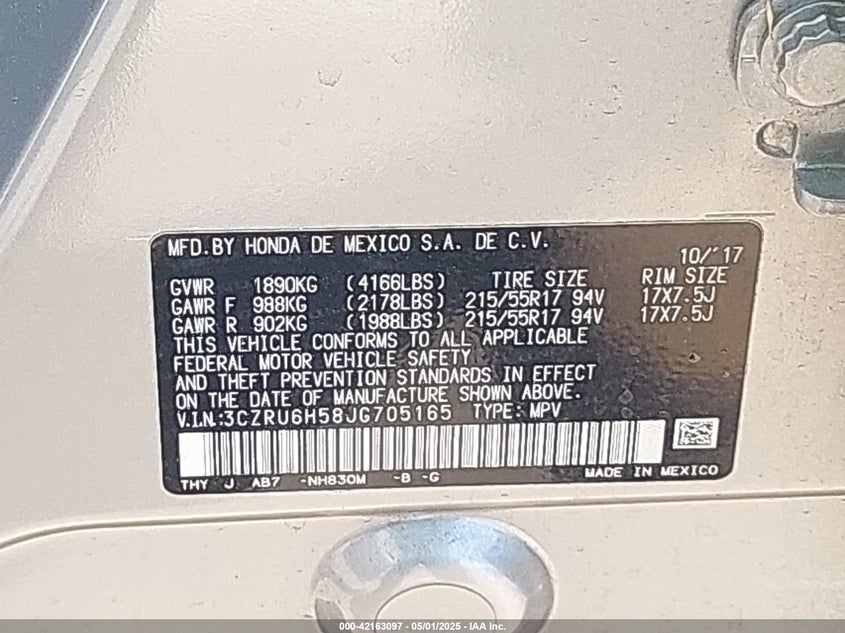 MFD.BY HONDA DE MEXICO S.A. DE C.V.
10/'17
GVWR 1890KG (4166LBS) TIRE SIZE RIM SIZE
GAWR F 988KG (2178LBS) 215/55R17 94V 17X7.5J
GAWR R 902KG (1988LBS) 215/55R17 94V 17X7.5J
THIS VEHICLE CONFORMS TO ALL APPLICABLE
FEDERAL MOTOR VEHICLE SAFETY
AND THEFT PREVENTION STANDARDS IN EFFECT
ON THE DATE OF MANUFACTURE SHOWN ABOVE.
V.I.N.:3CZRU6H58JG705165 TYPE: MPV
THY J AB7 -NH830M -B -G MADE IN MEXICO
000-42163097 - 05/01/2025 - IAA Inc.